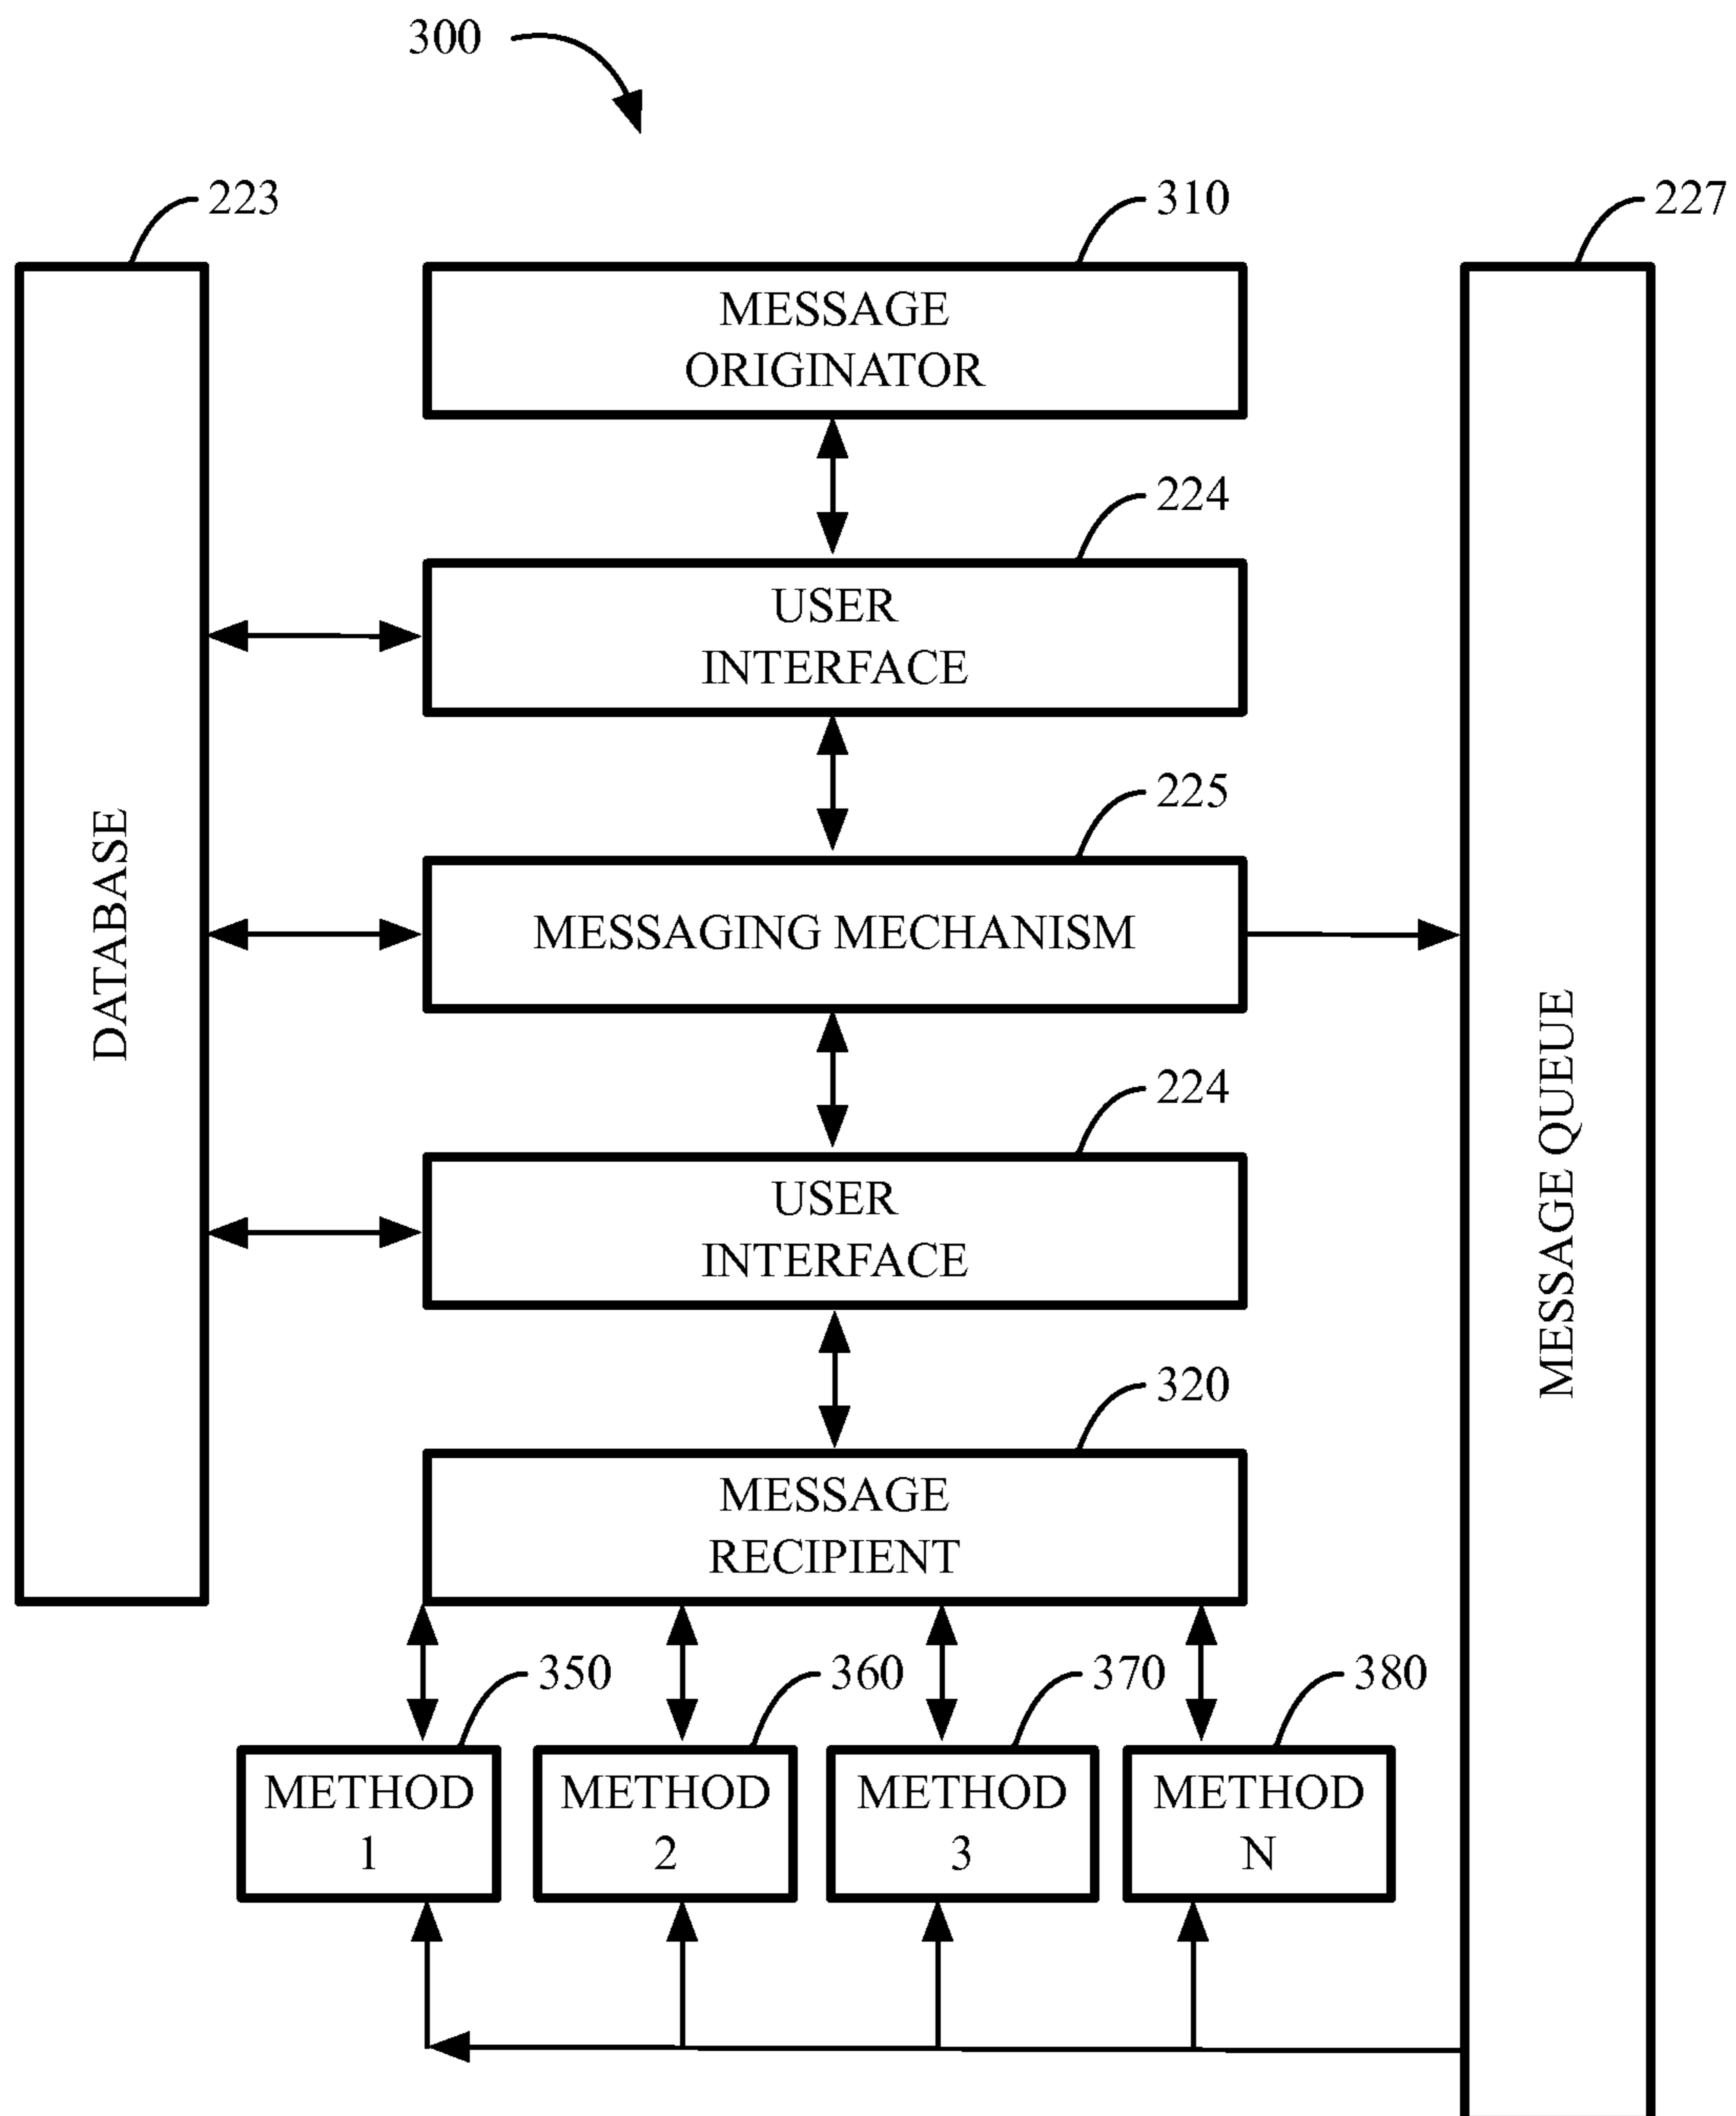 300
223
310
227
MESSAGE
ORIGINATOR
224
USER
INTERFACE
225
MESSAGING MECHANISM
DATABASE
224
USER
INTERFACE
MESSAGE QUEUE
320
MESSAGE
RECIPIENT
350
360
370
380
METHOD
1
METHOD
2
METHOD
3
METHOD
N